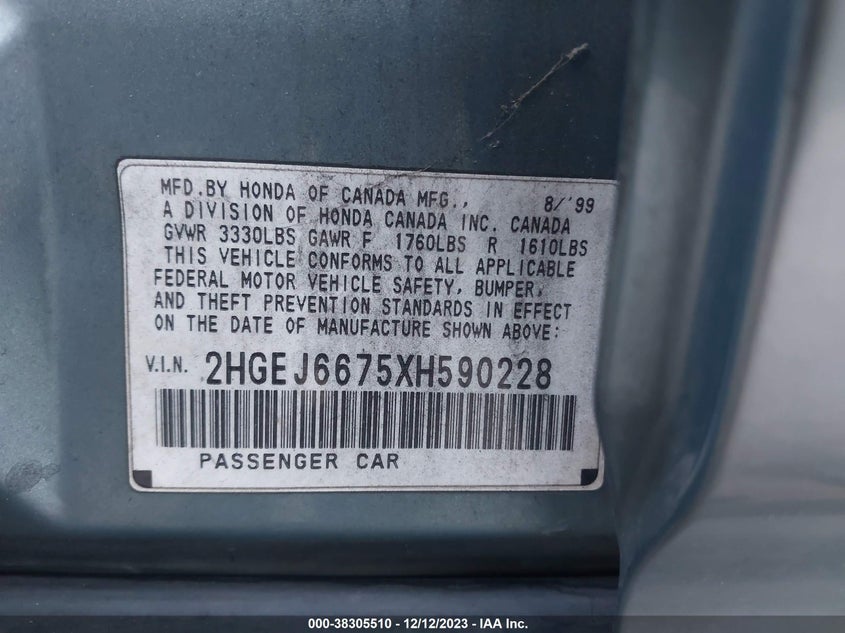 MFD.BY HONDA OF CANADA MFG., 8/'99
A DIVISION OF HONDA CANADA INC. CANADA
GVWR 3330LBS GAWR F 1760LBS R 1610LBS
THIS VEHICLE CONFORMS TO ALL APPLICABLE
FEDERAL MOTOR VEHICLE SAFETY, BUMPER,
AND THEFT PREVENTION STANDARDS IN EFFECT
ON THE DATE OF MANUFACTURE SHOWN ABOVE:
V.I.N. 2HGEJ6675XH590228
PASSENGER CAR
000-38305510 - 12/12/2023 - IAA Inc.